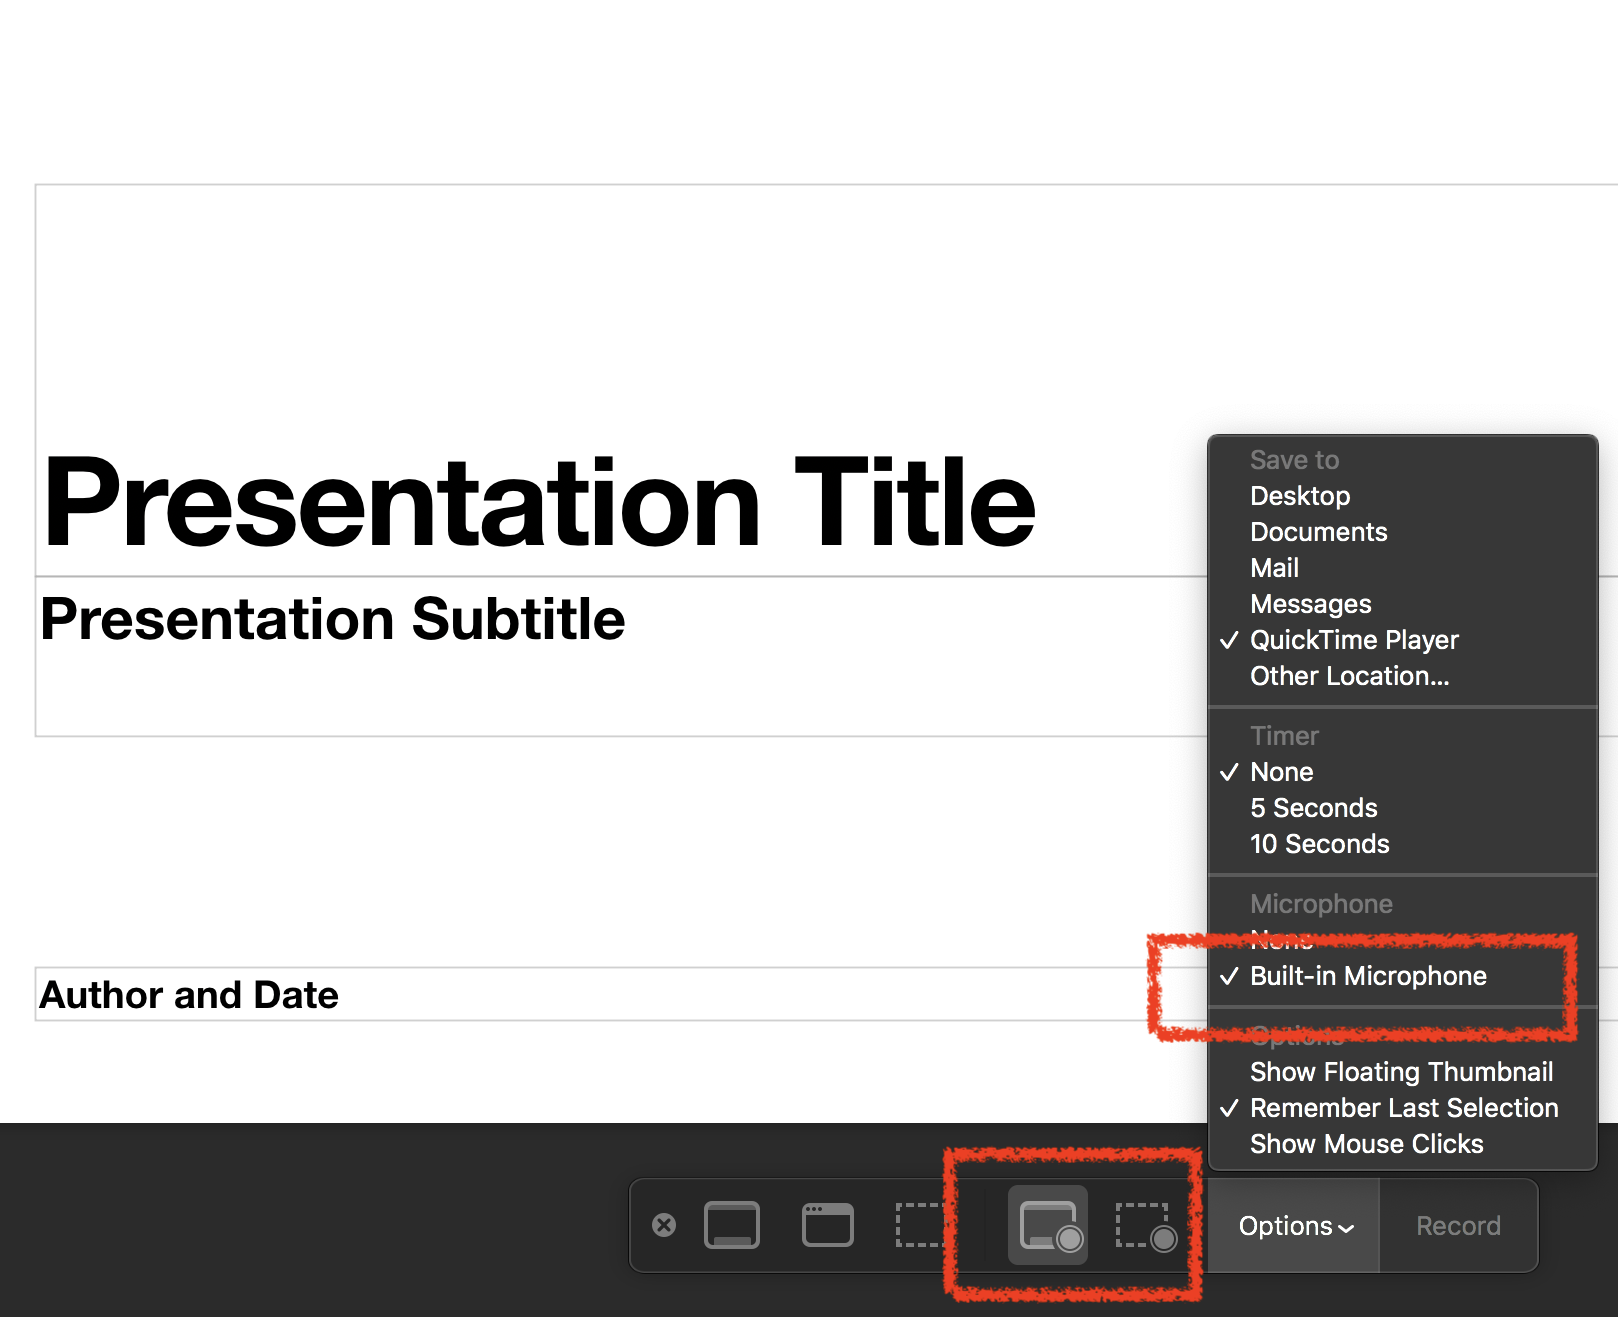 Presentation Title
Presentation Subtitle
Author and Date
Save to
Desktop
Documents
Mail
Messages
✓ QuickTime Player
Other Location...
Timer
✓ None
5 Seconds
10 Seconds
Microphone
None
✓ Built-in Microphone
Options
Show Floating Thumbnail
✓ Remember Last Selection
Show Mouse Clicks
Options
Record